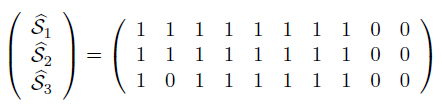 Ŝ₁ 1 1 1 1 1 1 1 1 0 0
Ŝ₂ = 1 1 1 1 1 1 1 1 0 0
Ŝ₃ 1 0 1 1 1 1 1 1 0 0